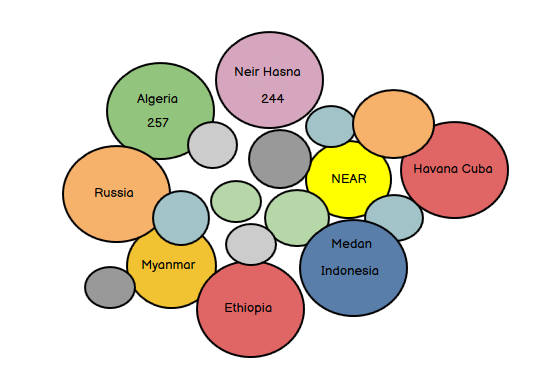 Neir Hasna
244
Algeria
257
Havana Cuba
NEAR
Russia
Medan
Indonesia
Myanmar
Ethiopia